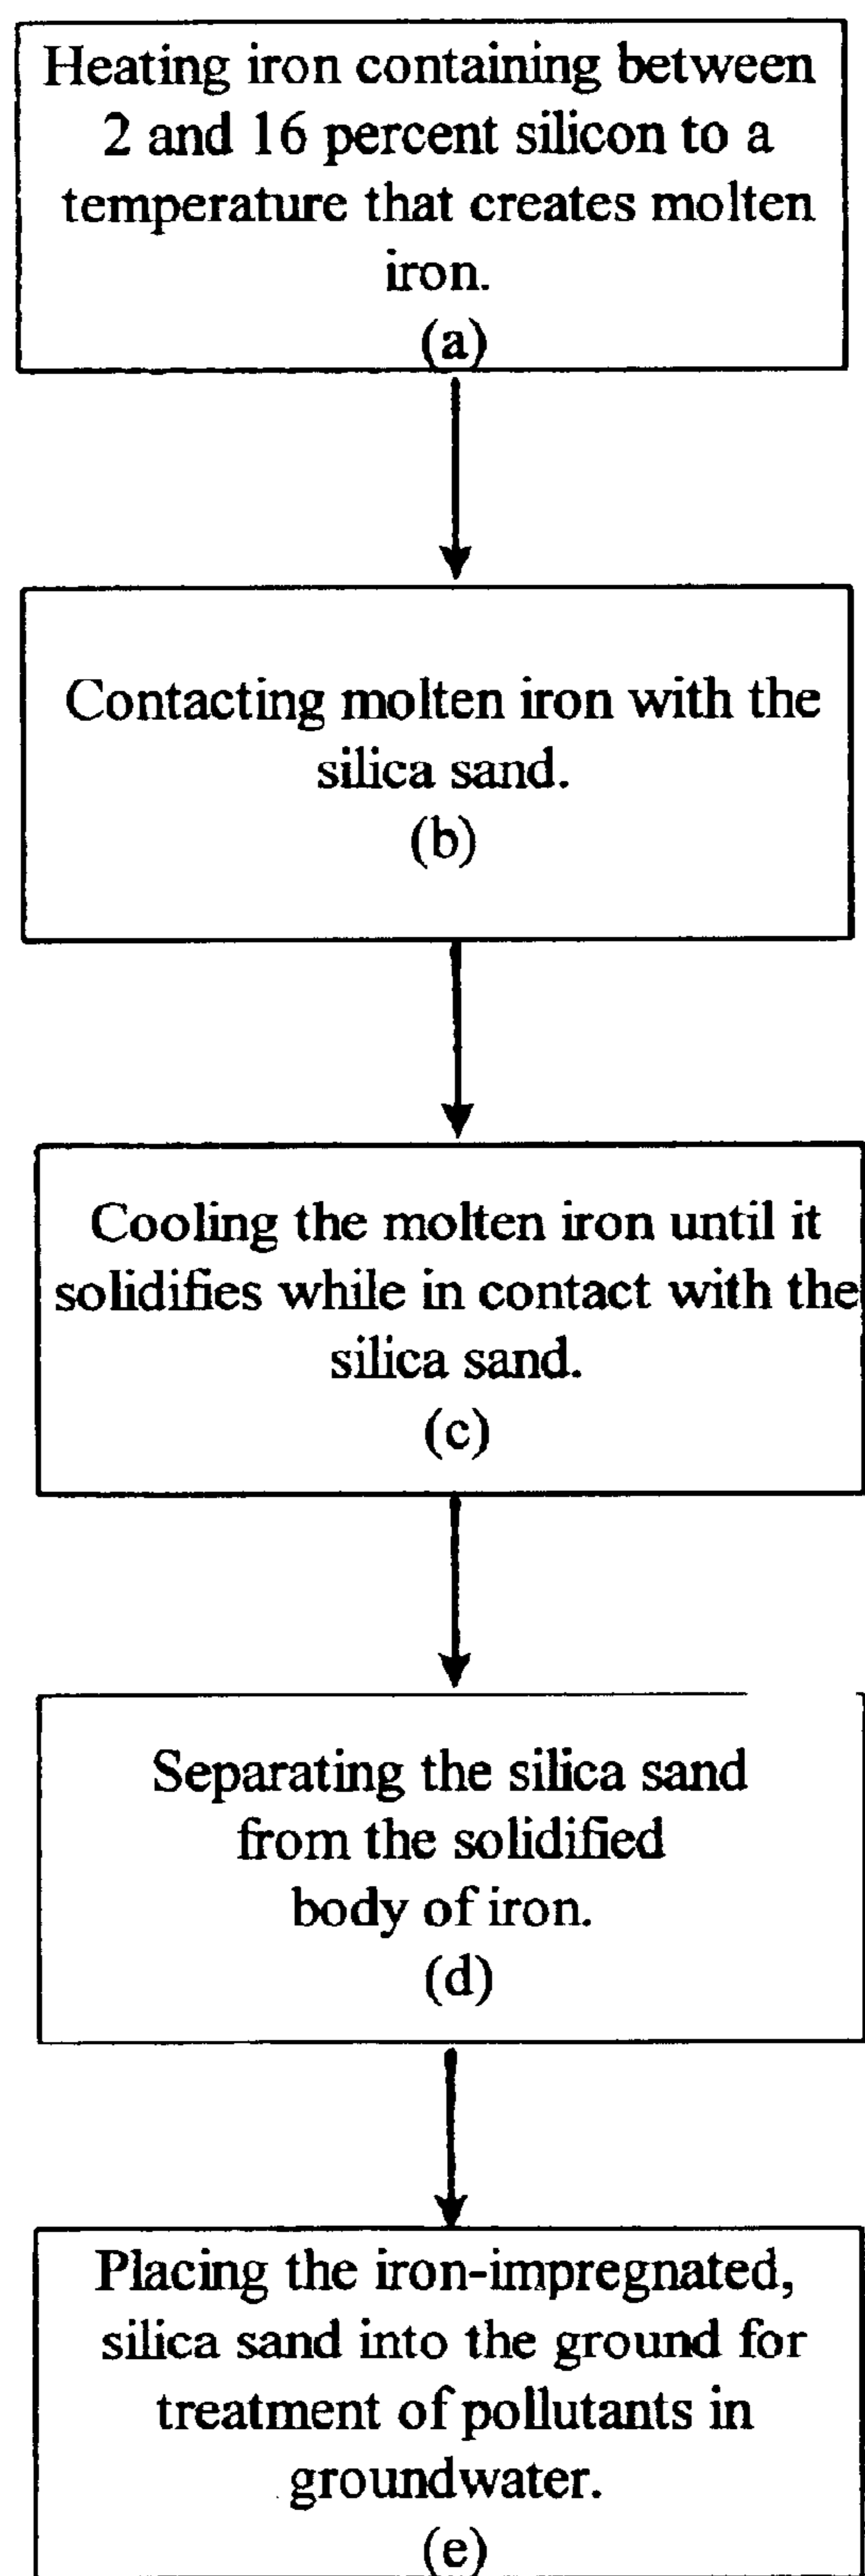 Heating iron containing between
2 and 16 percent silicon to a
temperature that creates molten
iron.
(a)
Contacting molten iron with the
silica sand.
(b)
Cooling the molten iron until it
solidifies while in contact with the
silica sand.
(c)
Separating the silica sand
from the solidified
body of iron.
(d)
Placing the iron-impregnated,
silica sand into the ground for
treatment of pollutants in
groundwater.
(e)